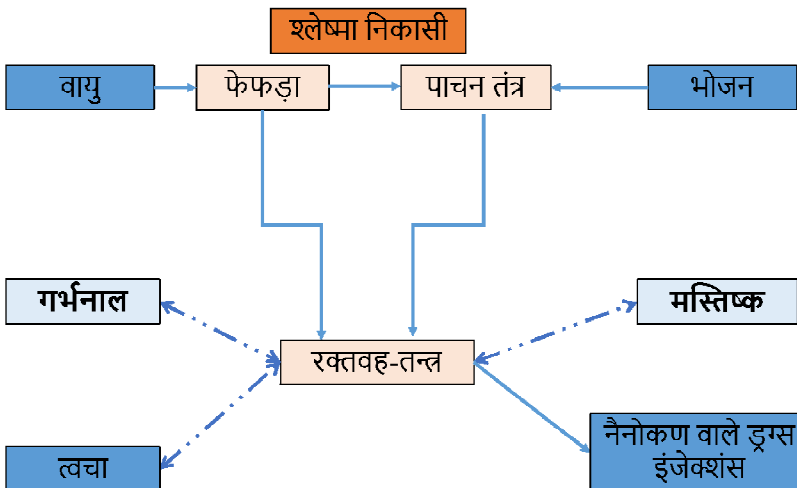 श्लेष्मा निकासी
वायु
फेफड़ा
पाचन तंत्र
भोजन
गर्भनाल
मस्तिष्क
रक्तवह-तन्त्र
त्वचा
नैनोकण वाले ड्रग्स
इंजेक्शंस